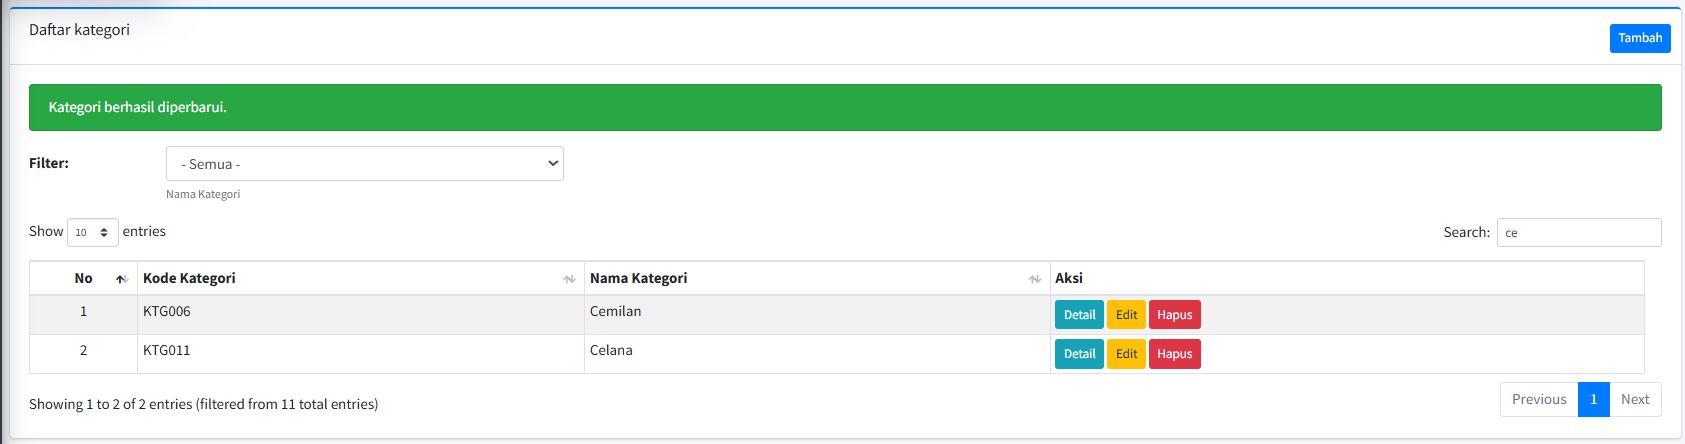 Daftar kategori
Tambah
Kategori berhasil diperbarui.
Filter:
- Semua -
Nama Kategori
Show 10 entries
Search: ce
No Kode Kategori Nama Kategori Aksi
1 KTG006 Cemilan Detail Edit Hapus
2 KTG011 Celana Detail Edit Hapus
Showing 1 to 2 of 2 entries (filtered from 11 total entries)
Previous 1 Next